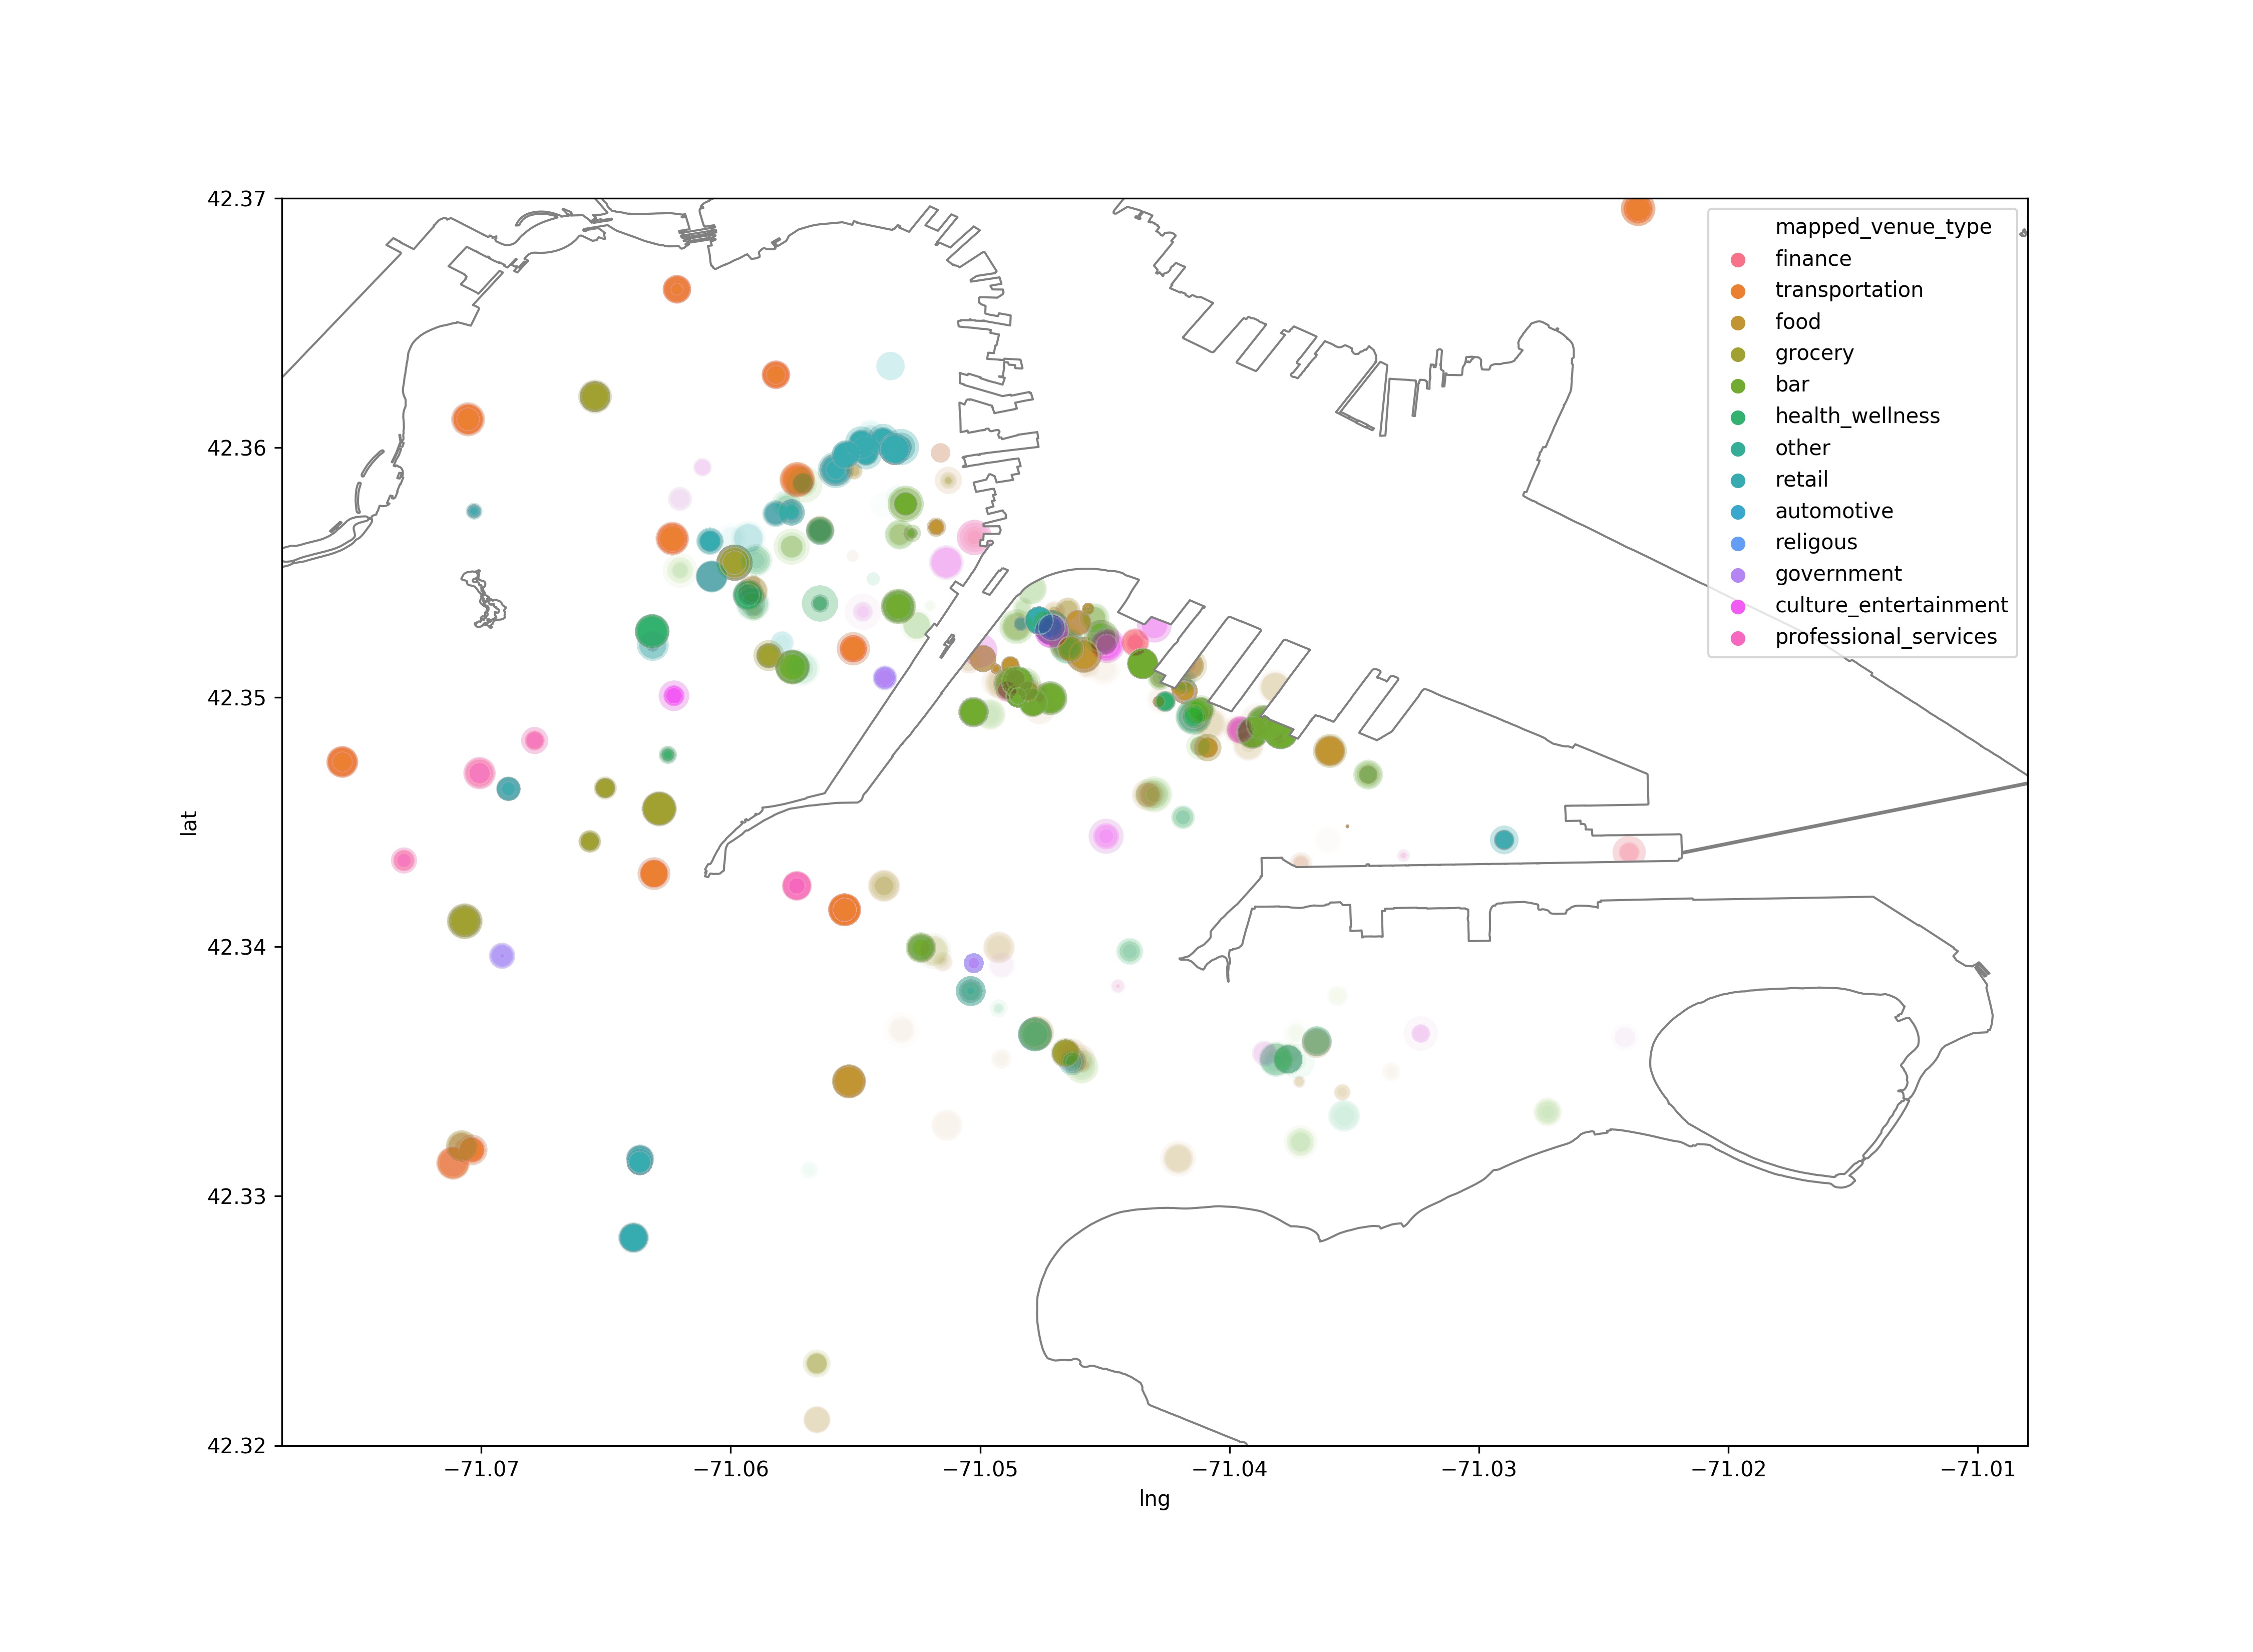 mapped_venue_type
finance
transportation
food
grocery
bar
health_wellness
other
retail
automotive
religous
government
culture_entertainment
professional_services
42.37
42.36
42.35
42.34
42.33
42.32
lat
−71.07
−71.06
−71.05
−71.04
−71.03
−71.02
−71.01
lng